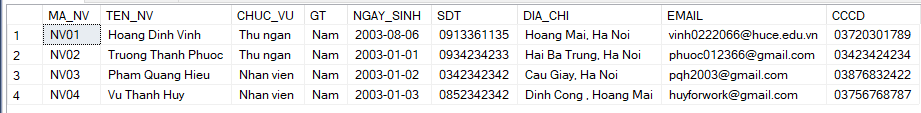 MA_NV TEN_NV CHUC_VU GT NGAY_SINH SDT DIA_CHI EMAIL CCCD
1 NV01 Hoang Dinh Vinh Thu ngan Nam 2003-08-06 0913361135 Hoang Mai, Ha Noi vinh0222066@huce.edu.vn 03720301789
2 NV02 Truong Thanh Phuoc Thu ngan Nam 2003-01-01 0934234233 Hai Ba Trung, Ha Noi phuoc012366@gmail.com 03423424234
3 NV03 Pham Quang Hieu Nhan vien Nam 2003-01-02 0342342342 Cau Giay, Ha Noi pqh2003@gmail.com 03876832422
4 NV04 Vu Thanh Huy Nhan vien Nam 2003-01-03 0852342342 Dinh Cong , Hoang Mai huyforwork@gmail.com 03756768787